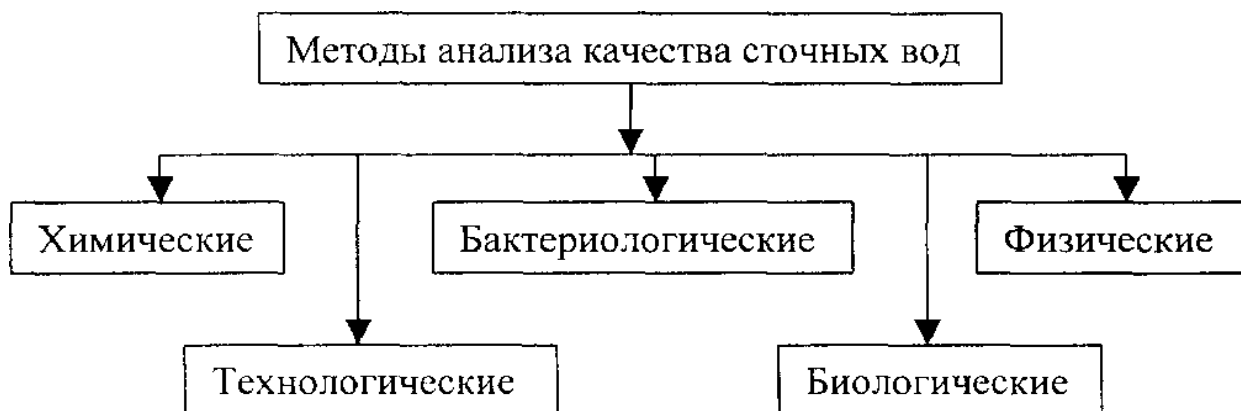 Методы анализа качества сточных вод
Химические
Бактериологические
Физические
Технологические
Биологические